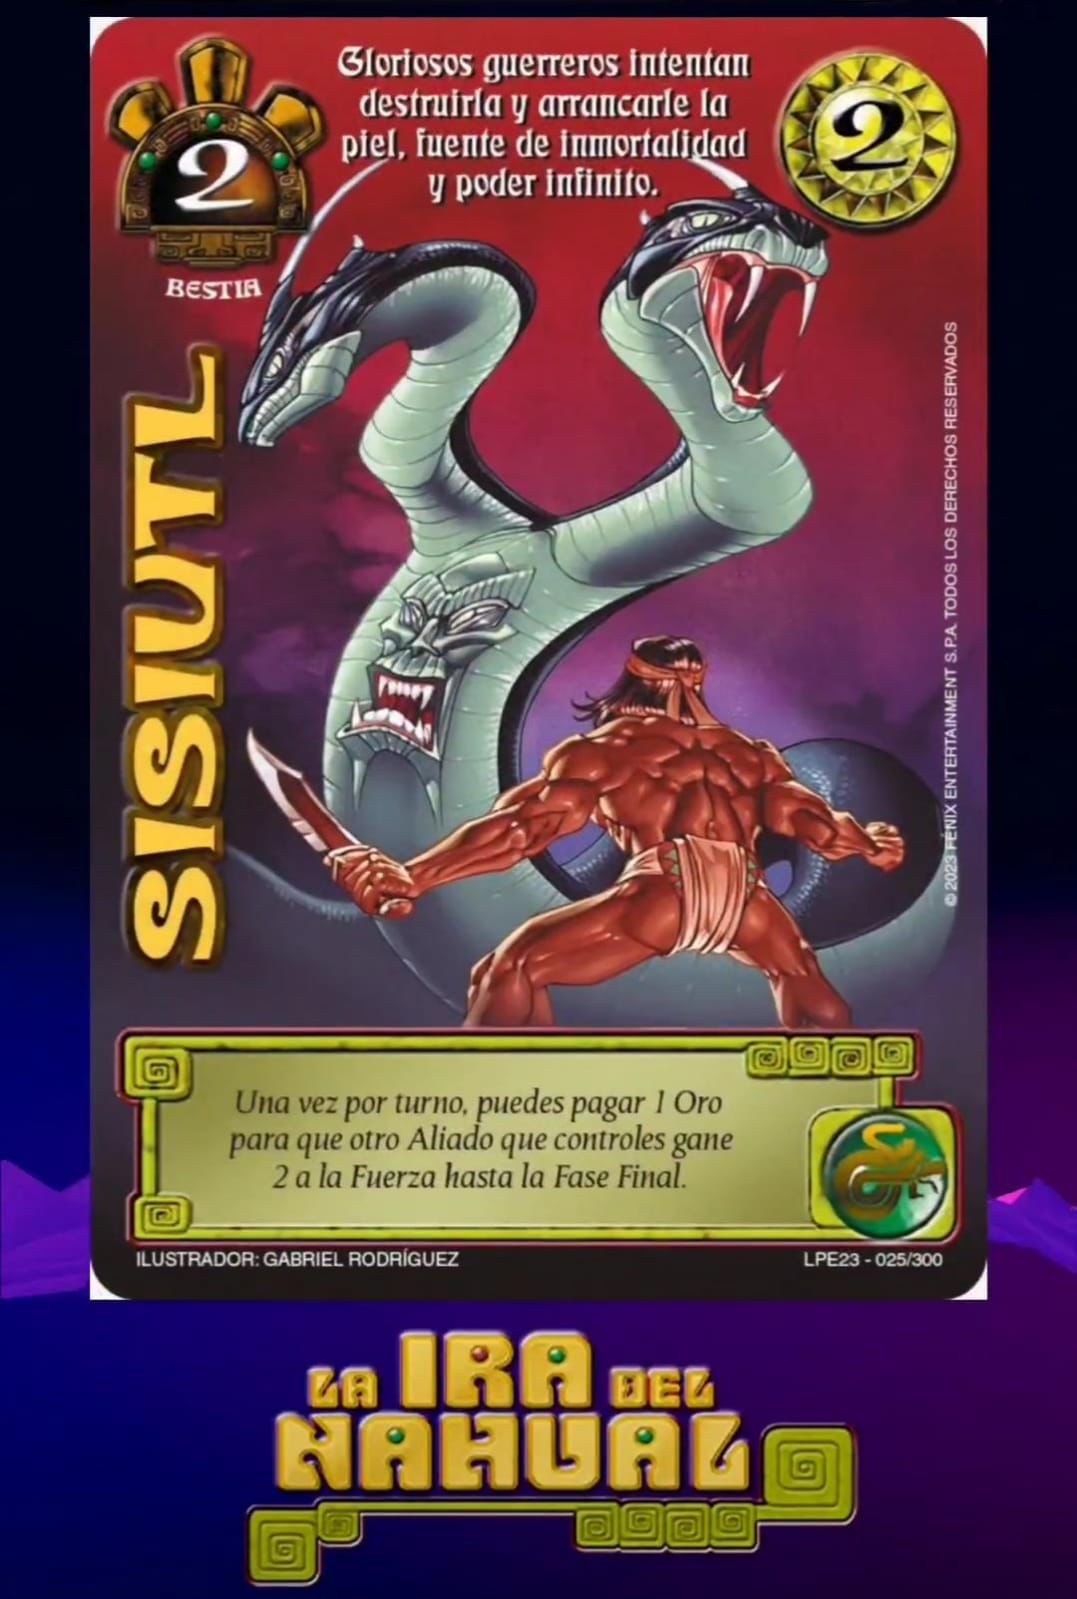 Gloriosos guerreros intentan
destruirla y arrancarle la
piel, fuente de inmortalidad
y poder infinito.
2
2
BESTIA
SISIUTL
© 2023 FÉNIX ENTERTAINMENT S.P.A. TODOS LOS DERECHOS RESERVADOS
Una vez por turno, puedes pagar 1 Oro
para que otro Aliado que controles gane
2 a la Fuerza hasta la Fase Final.
ILUSTRADOR: GABRIEL RODRÍGUEZ
LPE23 - 025/300
LA IRA DEL
NAHUAL